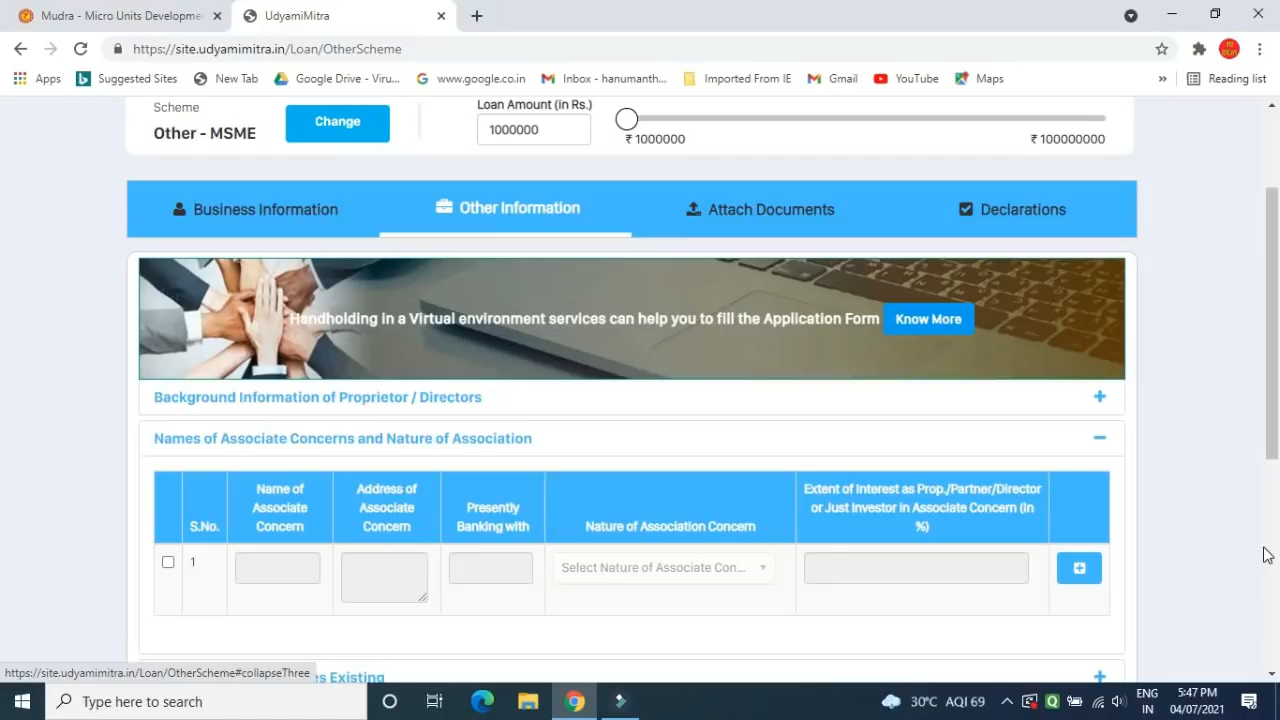 Mudra - Micro Units Developme
UdyamiMitra
https://site.udyamimitra.in/Loan/OtherScheme
Apps
Suggested Sites
New Tab
Google Drive - Viru...
www.google.co.in
Inbox - hanumanth...
Imported From IE
Gmail
YouTube
Maps
»
Reading list
Scheme
Other - MSME
Change
Loan Amount (in Rs.)
1000000
₹ 1000000
₹ 100000000
Business Information
Other Information
Attach Documents
Declarations
Handholding in a Virtual environment services can help you to fill the Application Form
Know More
Background Information of Proprietor / Directors
Names of Associate Concerns and Nature of Association
S.No.
Name of
Associate
Concern
Address of
Associate
Concern
Presently
Banking with
Nature of Association Concern
Extent of Interest as Prop./Partner/Director
or Just Investor in Associate Concern (in
%)
1
Select Nature of Associate Con...
https://site.udyamimitra.in/Loan/OtherScheme#collapseThree
es Existing
Type here to search
30°C AQI 69
ENG
IN
5:47 PM
04/07/2021